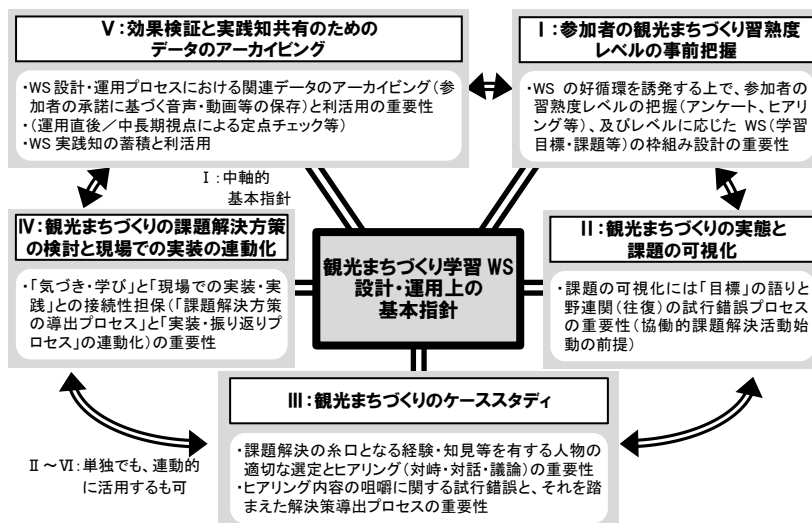 Ⅴ：効果検証と実践知共有のための
データのアーカイビング
・WS設計・運用プロセスにおける関連データのアーカイビング（参
加者の承諾に基づく音声・動画等の保存）と利活用の重要性
・（運用直後／中長期視点による定点チェック等）
・WS実践知の蓄積と利活用
Ⅰ：参加者の観光まちづくり習熟度
レベルの事前把握
・WS の好循環を誘発する上で、参加者の
習熟度レベルの把握（アンケート、ヒアリ
ング等）、及びレベルに応じた WS（学習
目標・課題等）の枠組み設計の重要性
Ⅰ：中軸的
基本指針
Ⅳ：観光まちづくりの課題解決方策
の検討と現場での実装の連動化
・「気づき・学び」と「現場での実装・実
践」との接続性担保（「課題解決方策
の導出プロセス」と「実装・振り返りプ
ロセス」の連動化）の重要性
観光まちづくり学習 WS
設計・運用上の
基本指針
Ⅱ：観光まちづくりの実態と
課題の可視化
・課題の可視化には「目標」の語りと
野連関（往復）の試行錯誤プロセス
の重要性（協働的課題解決活動始
動の前提）
Ⅲ：観光まちづくりのケーススタディ
・課題解決の糸口となる経験・知見等を有する人物の
適切な選定とヒアリング（対峙・対話・議論）の重要性
・ヒアリング内容の咀嚼に関する試行錯誤と、それを踏
まえた解決策導出プロセスの重要性
Ⅱ～Ⅵ：単独でも、連動的
に活用するも可